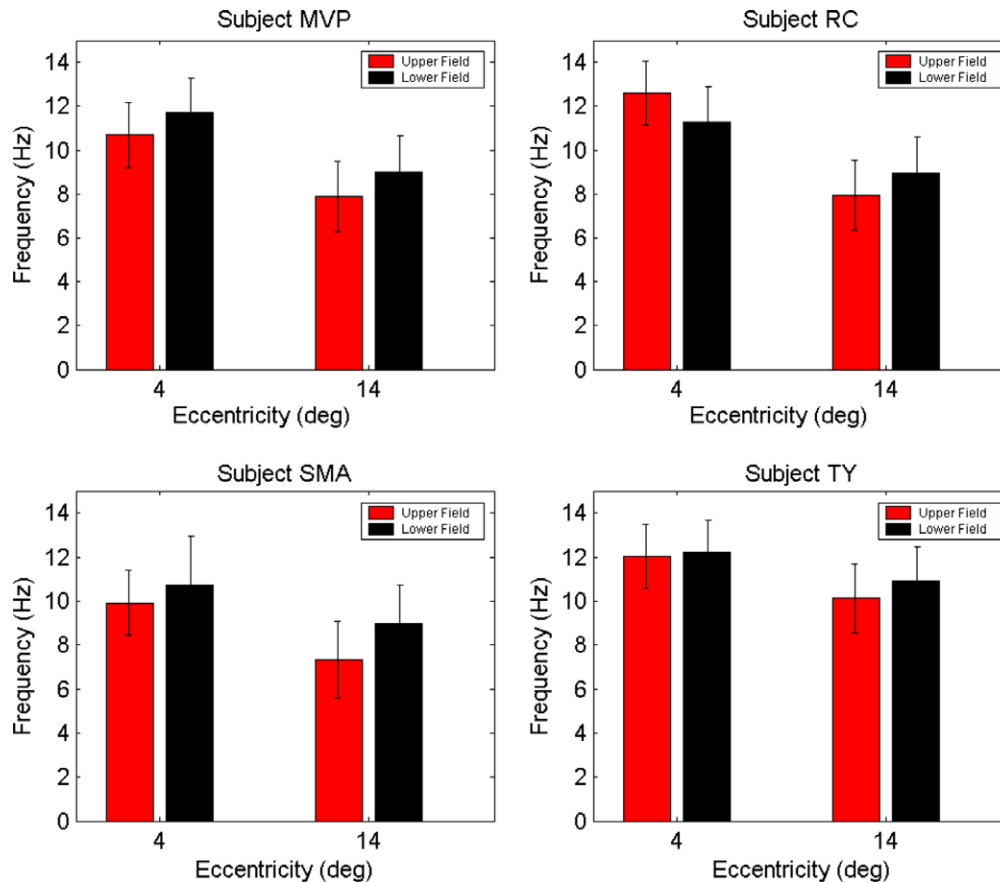 Subject MVP
14
12
10
8
6
4
2
0
Frequency (Hz)
Upper Field
Lower Field
4 14
Eccentricity (deg)
Subject RC
14
12
10
8
6
4
2
0
Frequency (Hz)
Upper Field
Lower Field
4 14
Eccentricity (deg)
Subject SMA
14
12
10
8
6
4
2
0
Frequency (Hz)
Upper Field
Lower Field
4 14
Eccentricity (deg)
Subject TY
14
12
10
8
6
4
2
0
Frequency (Hz)
Upper Field
Lower Field
4 14
Eccentricity (deg)